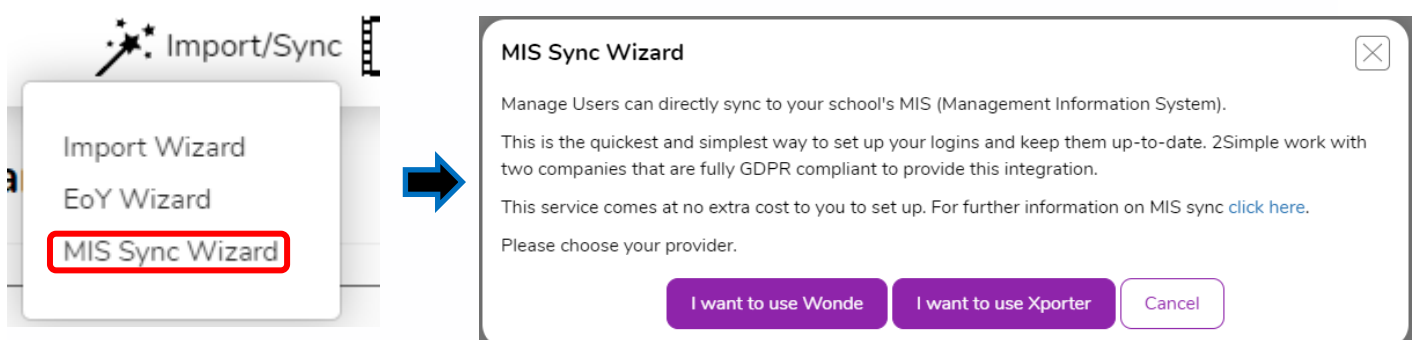 Import/Sync
Import Wizard
EoY Wizard
MIS Sync Wizard
MIS Sync Wizard
Manage Users can directly sync to your school's MIS (Management Information System).
This is the quickest and simplest way to set up your logins and keep them up-to-date. 2Simple work with
two companies that are fully GDPR compliant to provide this integration.
This service comes at no extra cost to you to set up. For further information on MIS sync click here.
Please choose your provider.
I want to use Wonde
I want to use Xporter
Cancel